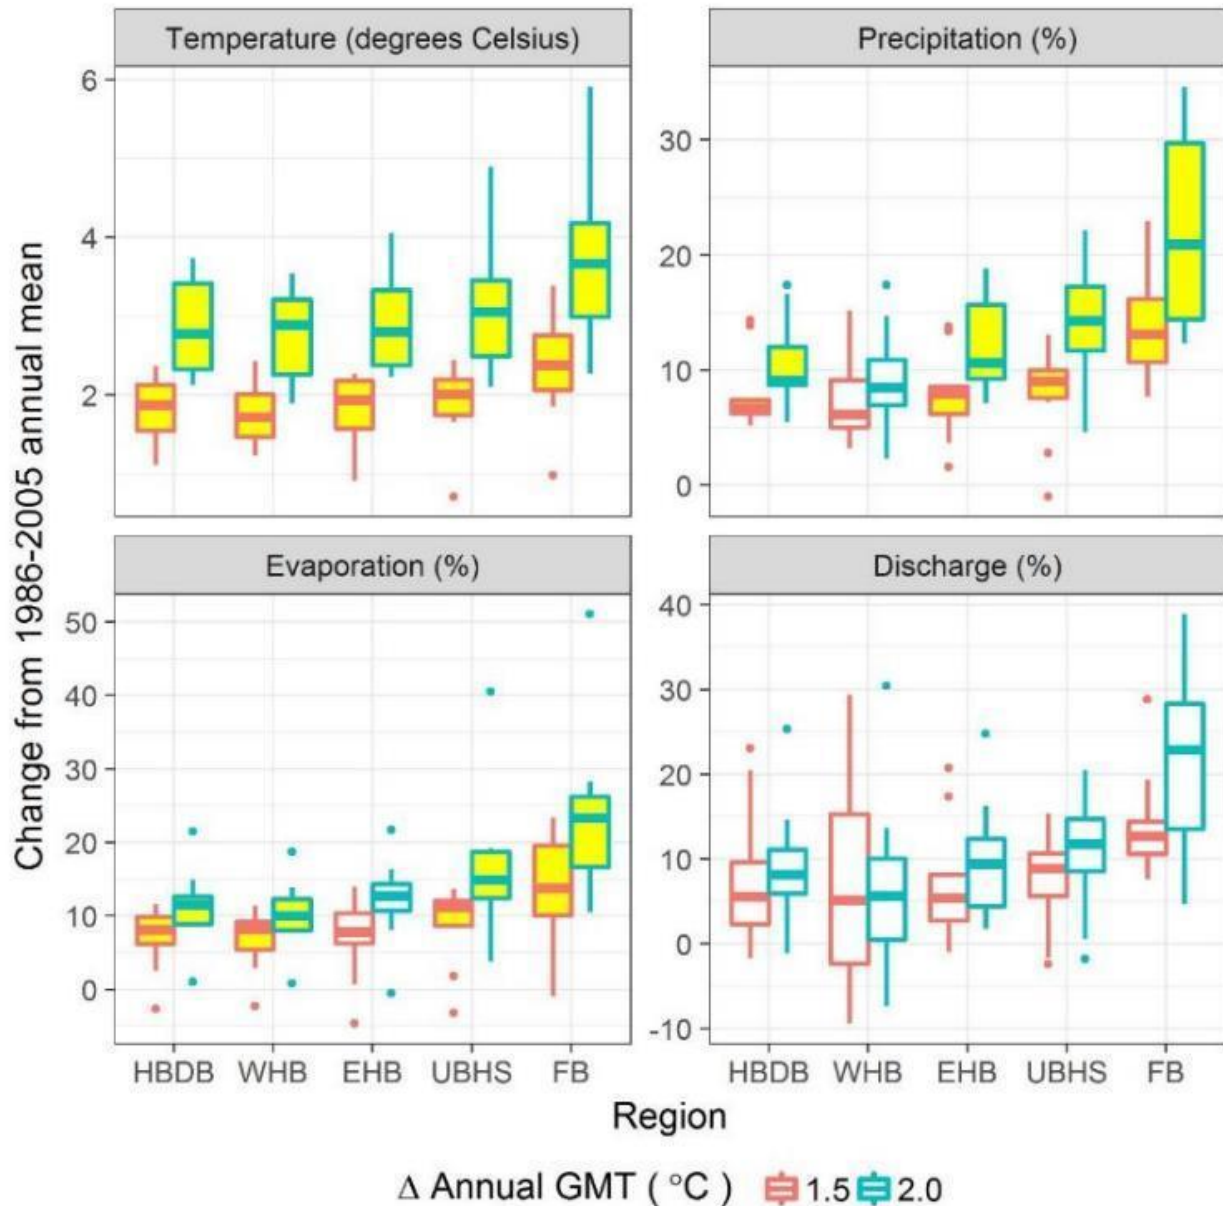 Temperature (degrees Celsius)
Precipitation (%)
6
4
2
30
20
10
0
Change from 1986-2005 annual mean
Evaporation (%)
Discharge (%)
50
40
30
20
10
0
40
30
20
10
0
-10
HBDB WHB EHB UBHS FB
HBDB WHB EHB UBHS FB
Region
Δ Annual GMT ( °C ) 1.5 2.0